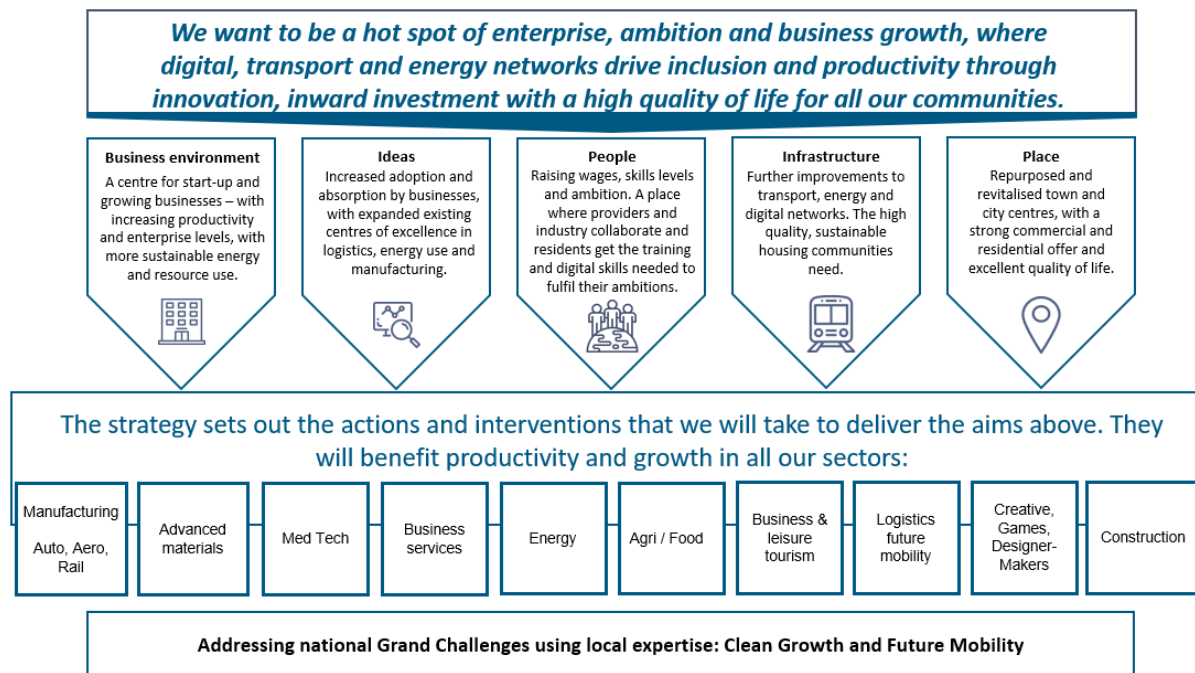 We want to be a hot spot of enterprise, ambition and business growth, where
digital, transport and energy networks drive inclusion and productivity through
innovation, inward investment with a high quality of life for all our communities.
Business environment
A centre for start-up and
growing businesses – with
increasing productivity
and enterprise levels, with
more sustainable energy
and resource use.
Ideas
Increased adoption and
absorption by businesses,
with expanded existing
centres of excellence in
logistics, energy use and
manufacturing.
People
Raising wages, skills levels
and ambition. A place
where providers and
industry collaborate and
residents get the training
and digital skills needed to
fulfil their ambitions.
Infrastructure
Further improvements to
transport, energy and
digital networks. The high
quality, sustainable
housing communities
need.
Place
Repurposed and
revitalised town and
city centres, with a
strong commercial and
residential offer and
excellent quality of life.
The strategy sets out the actions and interventions that we will take to deliver the aims above. They
will benefit productivity and growth in all our sectors:
Manufacturing
Auto, Aero,
Rail
Advanced
materials
Med Tech
Business
services
Energy
Agri / Food
Business &
leisure
tourism
Logistics
future
mobility
Creative,
Games,
Designer-
Makers
Construction
Addressing national Grand Challenges using local expertise: Clean Growth and Future Mobility